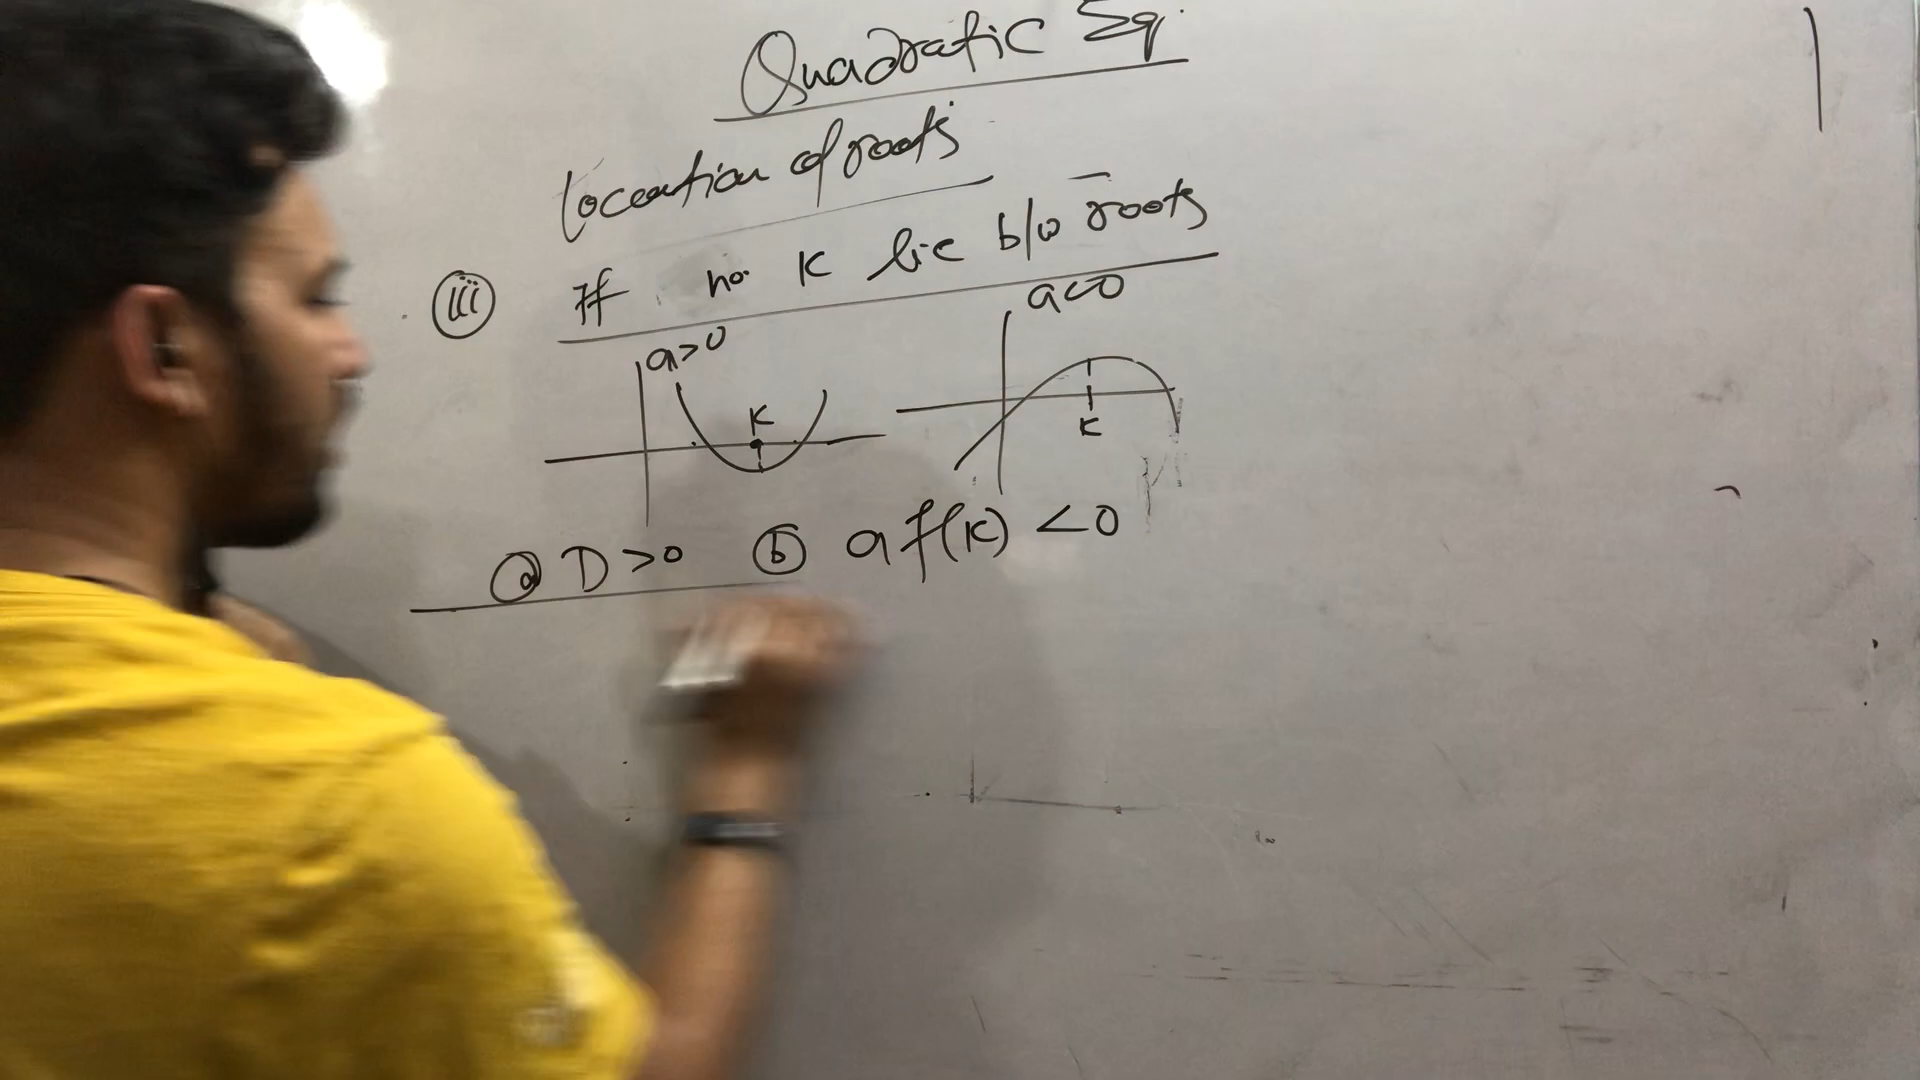 Quadratic Eq.
location of roots
(iii) If no. K lie b/w roots
a>0
a<0
K
K
(a) D>0 (b) a f(K) <0